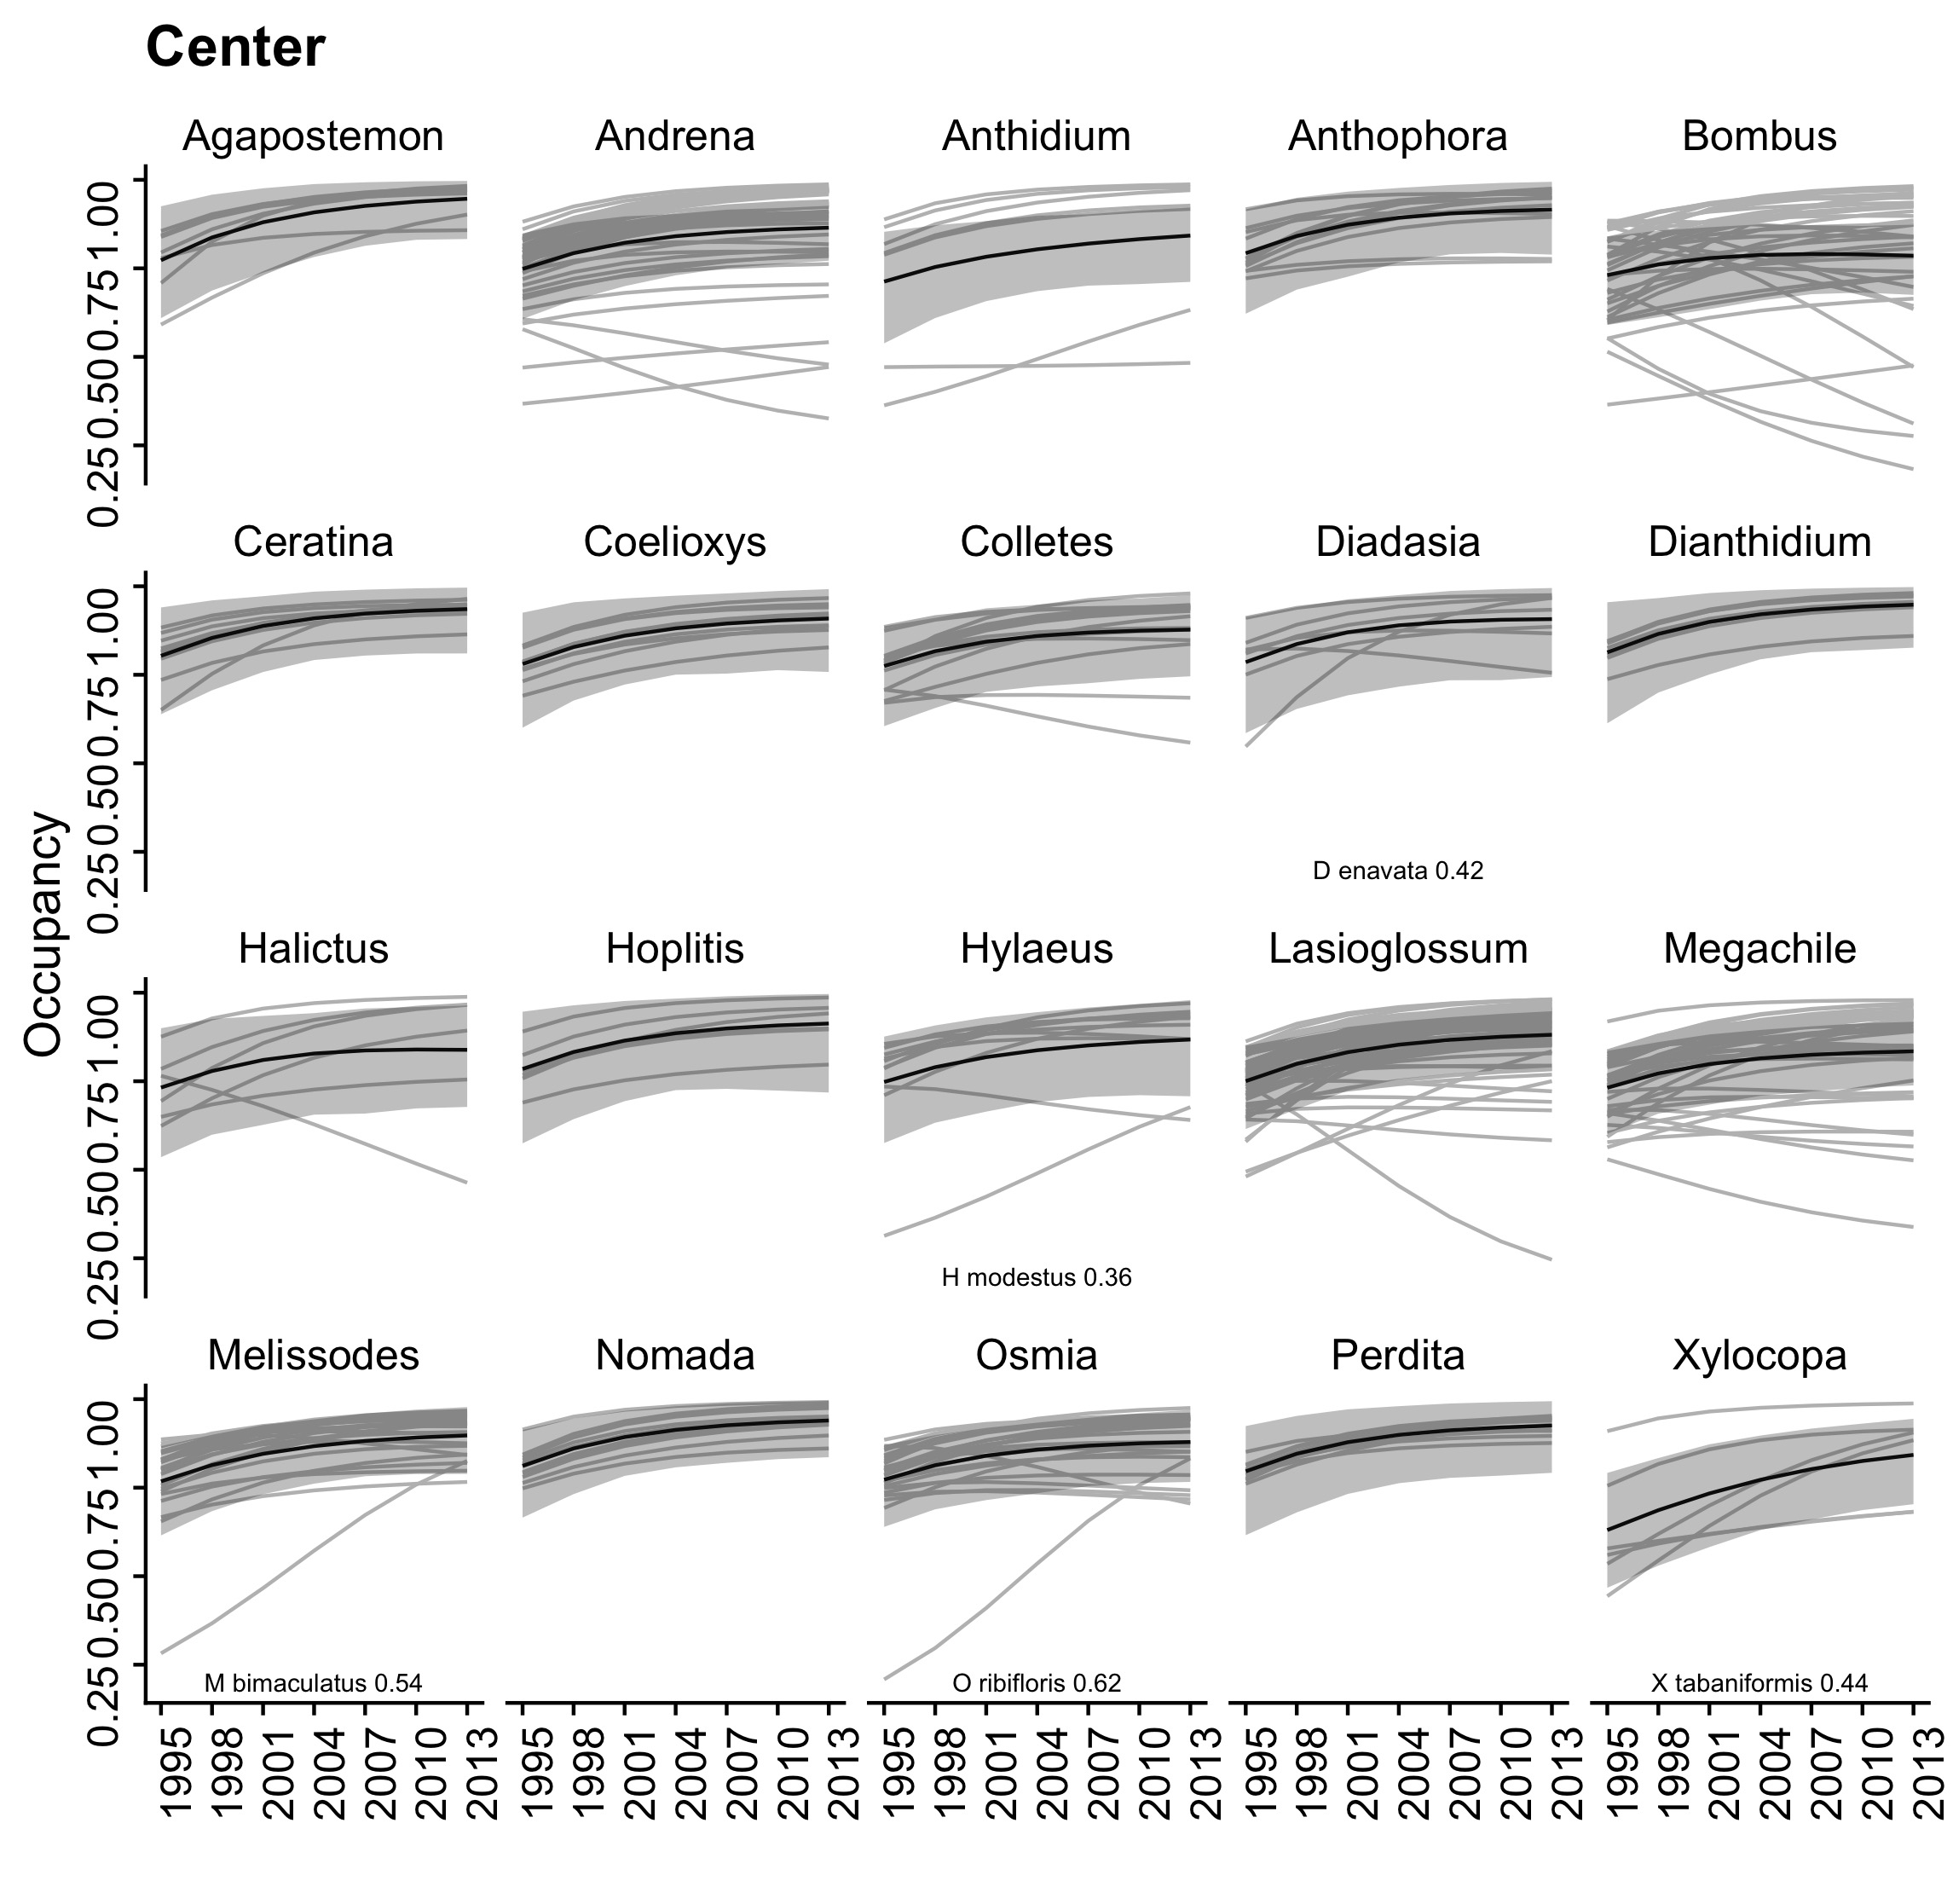 Center
Agapostemon Andrena Anthidium Anthophora Bombus
0.25 0.50 0.75 1.00
Ceratina Coelioxys Colletes Diadasia Dianthidium
0.25 0.50 0.75 1.00
D enavata 0.42
Occupancy
Halictus Hoplitis Hylaeus Lasioglossum Megachile
0.25 0.50 0.75 1.00
H modestus 0.36
Melissodes Nomada Osmia Perdita Xylocopa
0.25 0.50 0.75 1.00
M bimaculatus 0.54 O ribifloris 0.62 X tabaniformis 0.44
1995 1998 2001 2004 2007 2010 2013 1995 1998 2001 2004 2007 2010 2013 1995 1998 2001 2004 2007 2010 2013 1995 1998 2001 2004 2007 2010 2013 1995 1998 2001 2004 2007 2010 2013